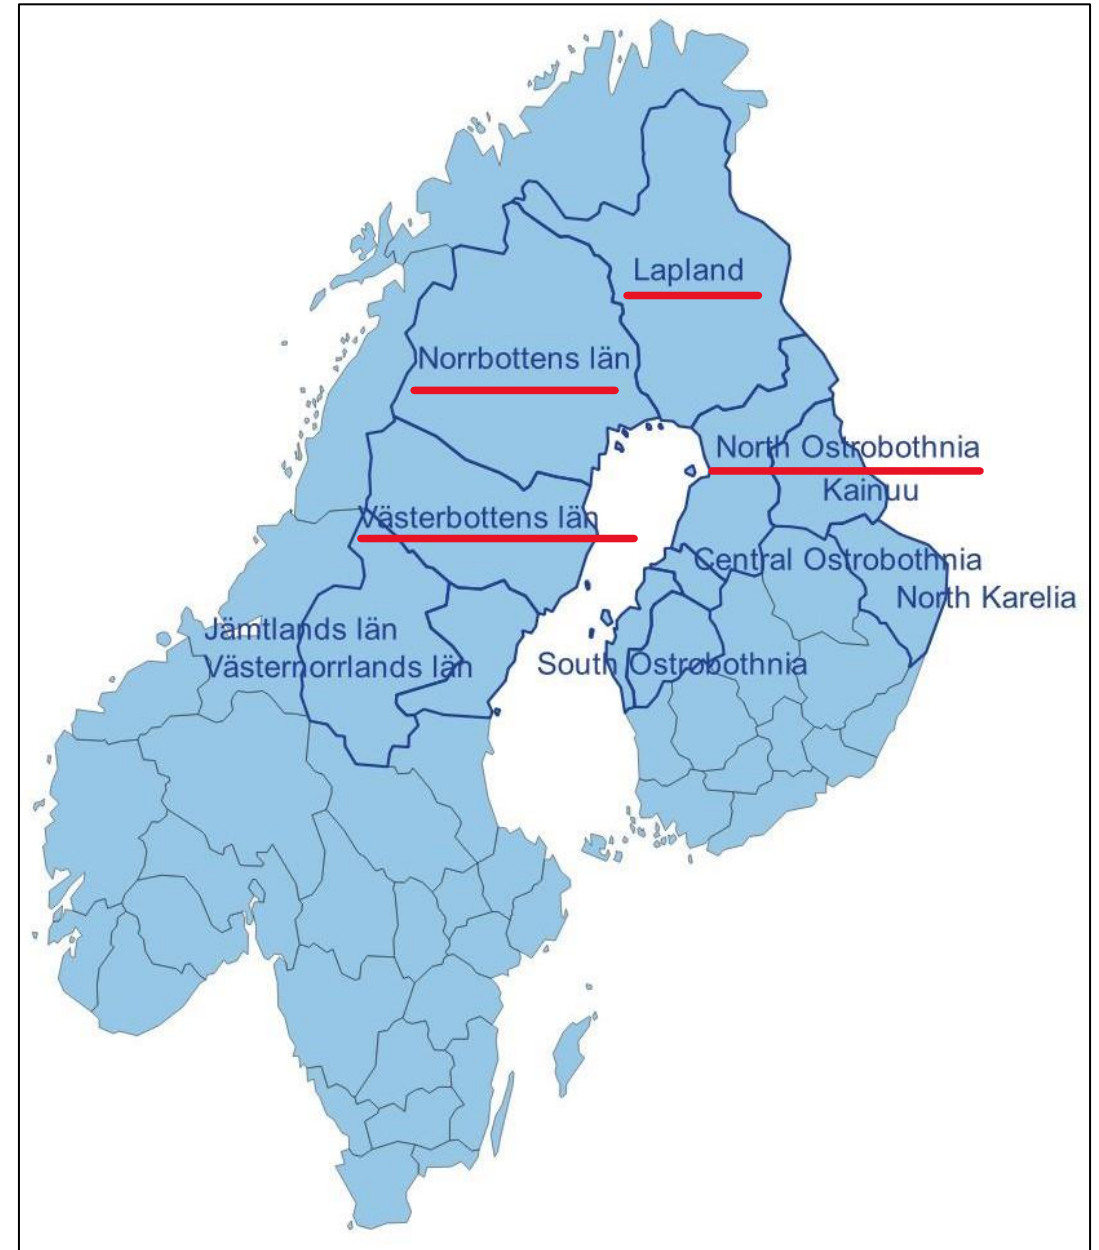 Lapland
Norrbottens län
North Ostrobothnia
Kainuu
Västerbottens län
Central Ostrobothnia
North Karelia
Jämtlands län
Västernorrlands län
South Ostrobothnia